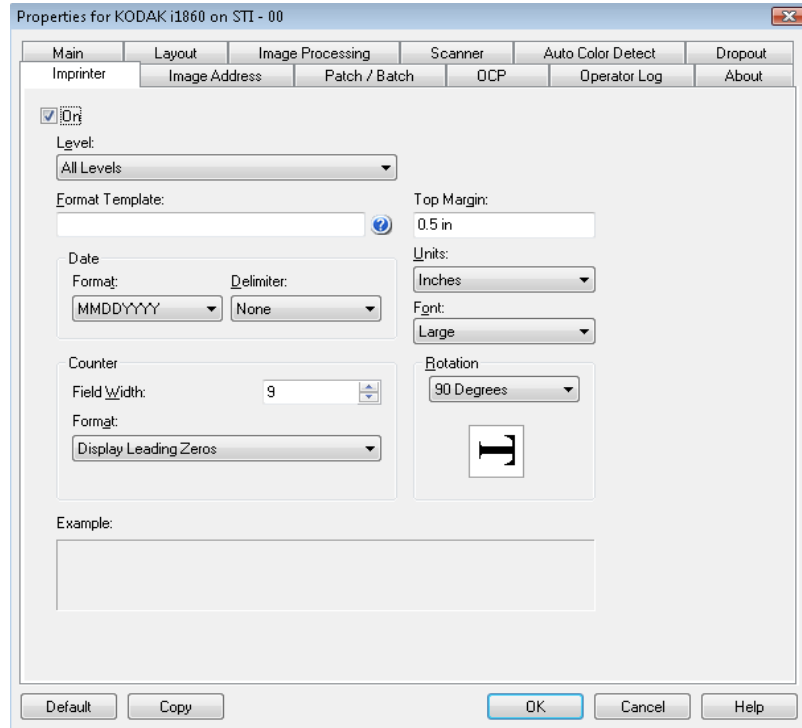 Properties for KODAK i1860 on STI - 00
Main Layout Image Processing Scanner Auto Color Detect Dropout
Imprinter Image Address Patch / Batch OCP Operator Log About
On
Level:
All Levels
Format Template: Top Margin:
? 0.5 in
Date Units:
Format: Delimiter: Inches
MMDDYYYY None Font:
Large
Counter Rotation
Field Width: 9 90 Degrees
Format:
Display Leading Zeros T
Example:
Default Copy OK Cancel Help